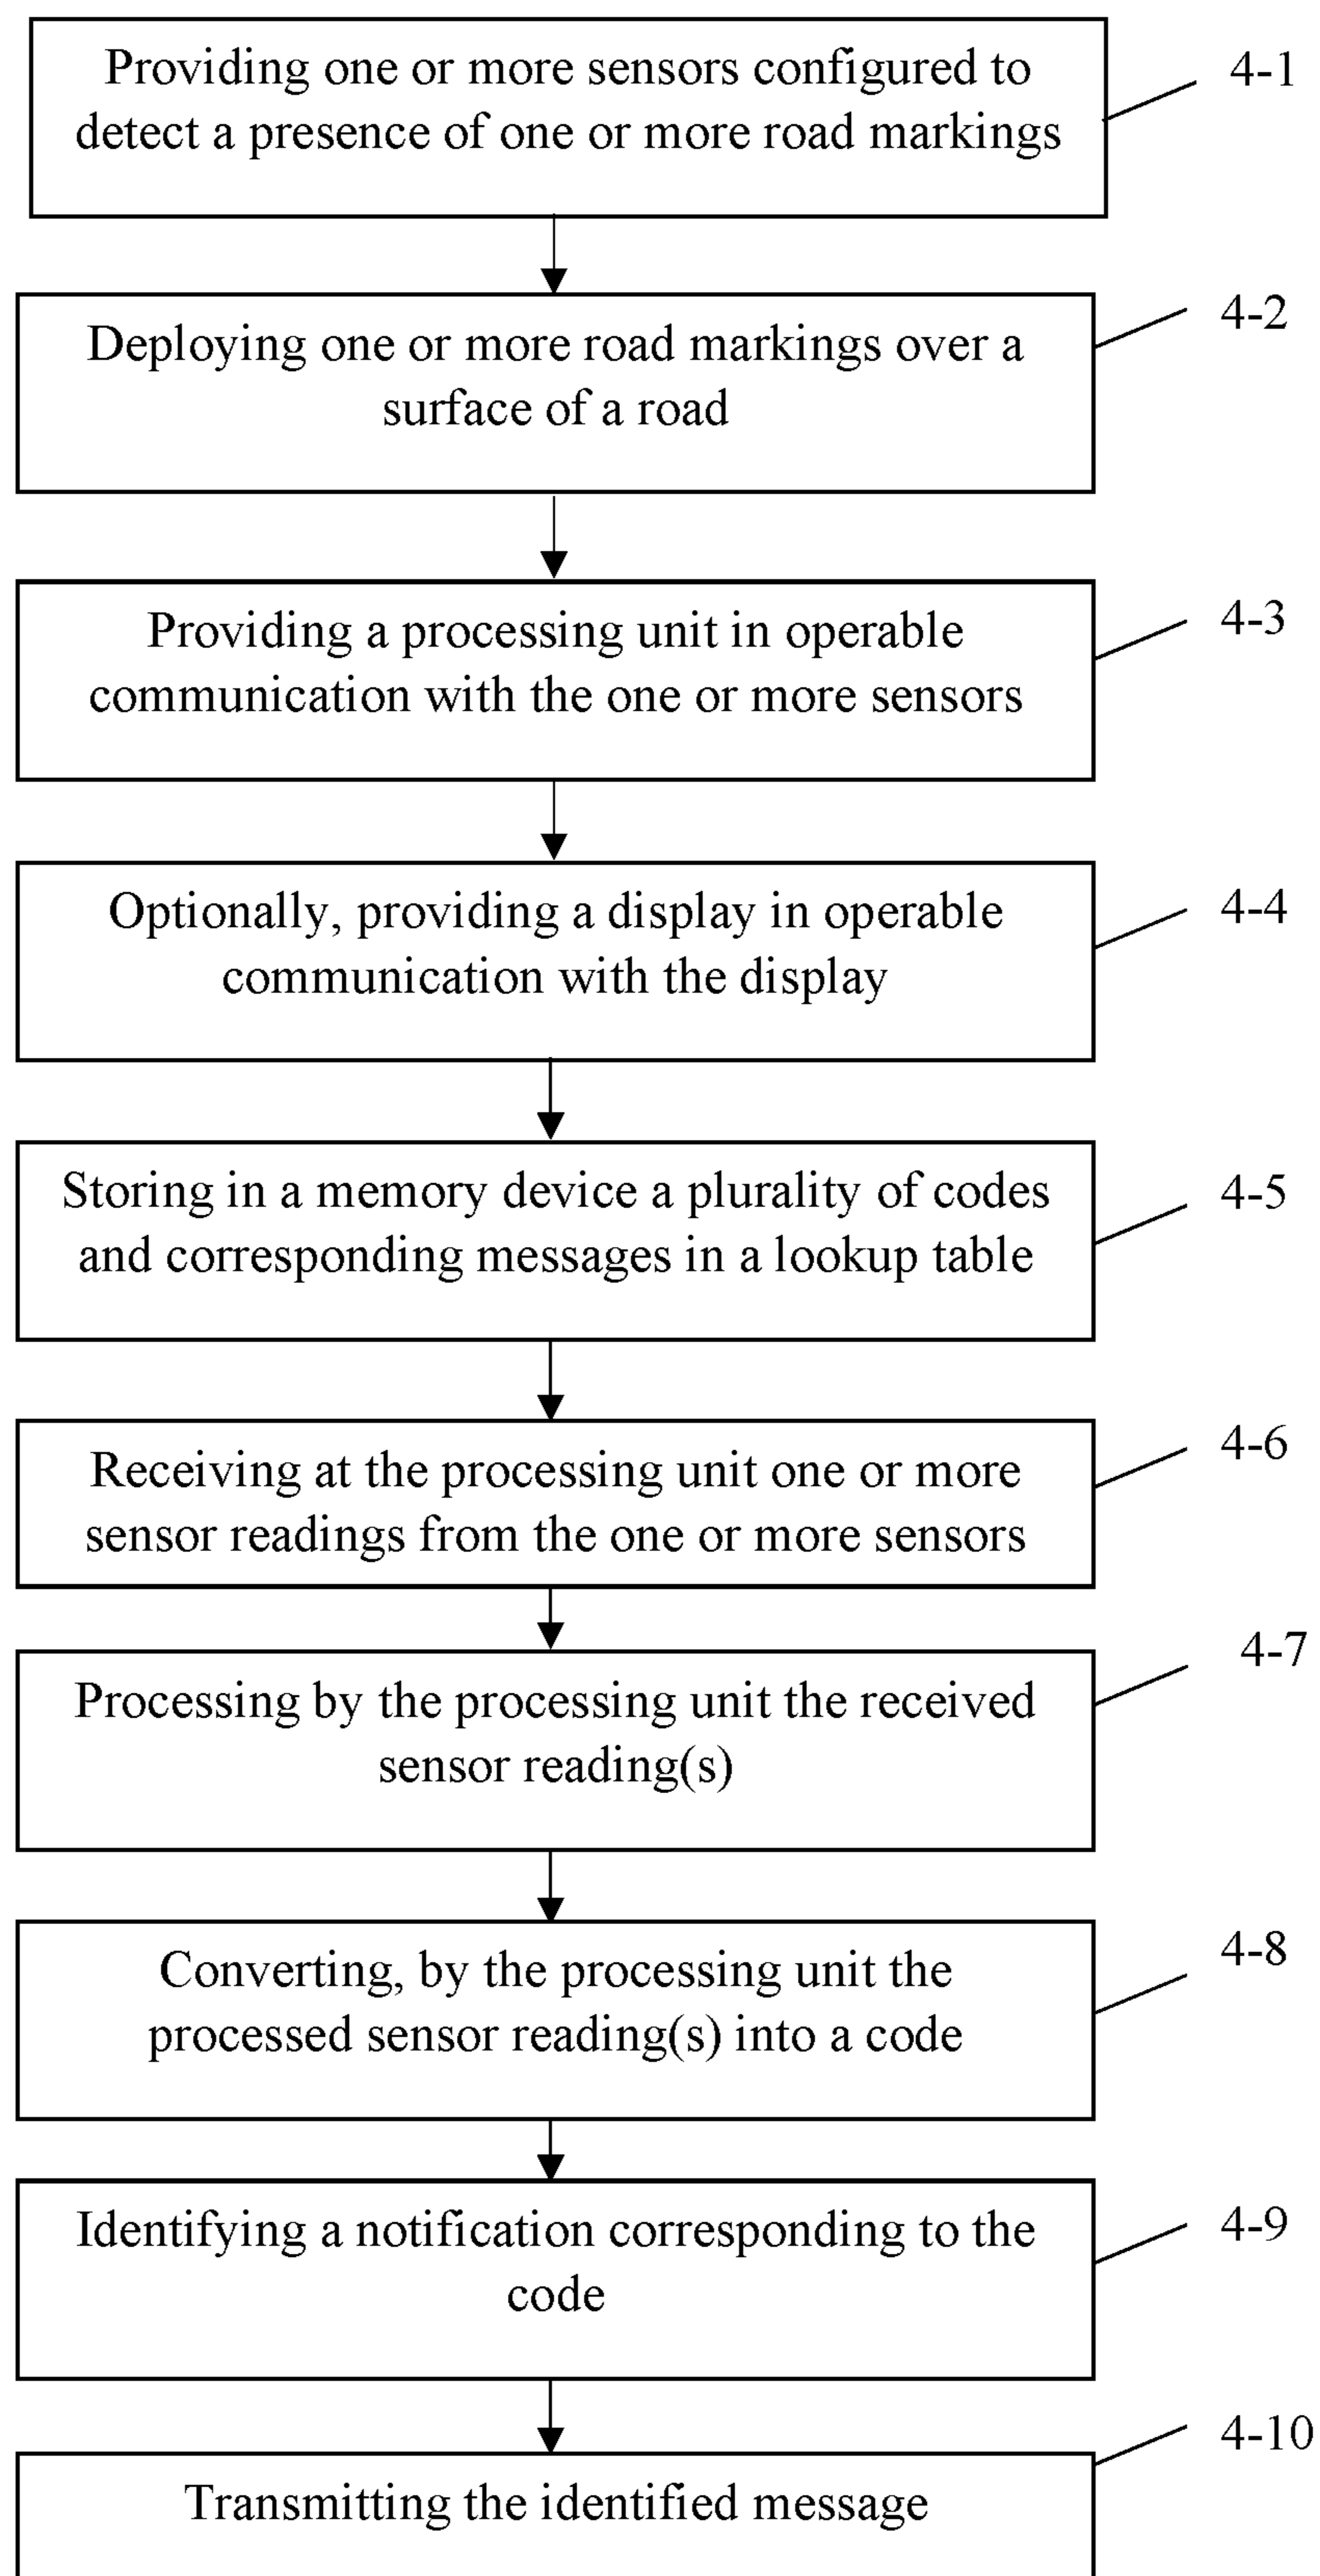 Providing one or more sensors configured to
detect a presence of one or more road markings
4-1
Deploying one or more road markings over a
surface of a road
4-2
Providing a processing unit in operable
communication with the one or more sensors
4-3
Optionally, providing a display in operable
communication with the display
4-4
Storing in a memory device a plurality of codes
and corresponding messages in a lookup table
4-5
Receiving at the processing unit one or more
sensor readings from the one or more sensors
4-6
Processing by the processing unit the received
sensor reading(s)
4-7
Converting, by the processing unit the
processed sensor reading(s) into a code
4-8
Identifying a notification corresponding to the
code
4-9
Transmitting the identified message
4-10